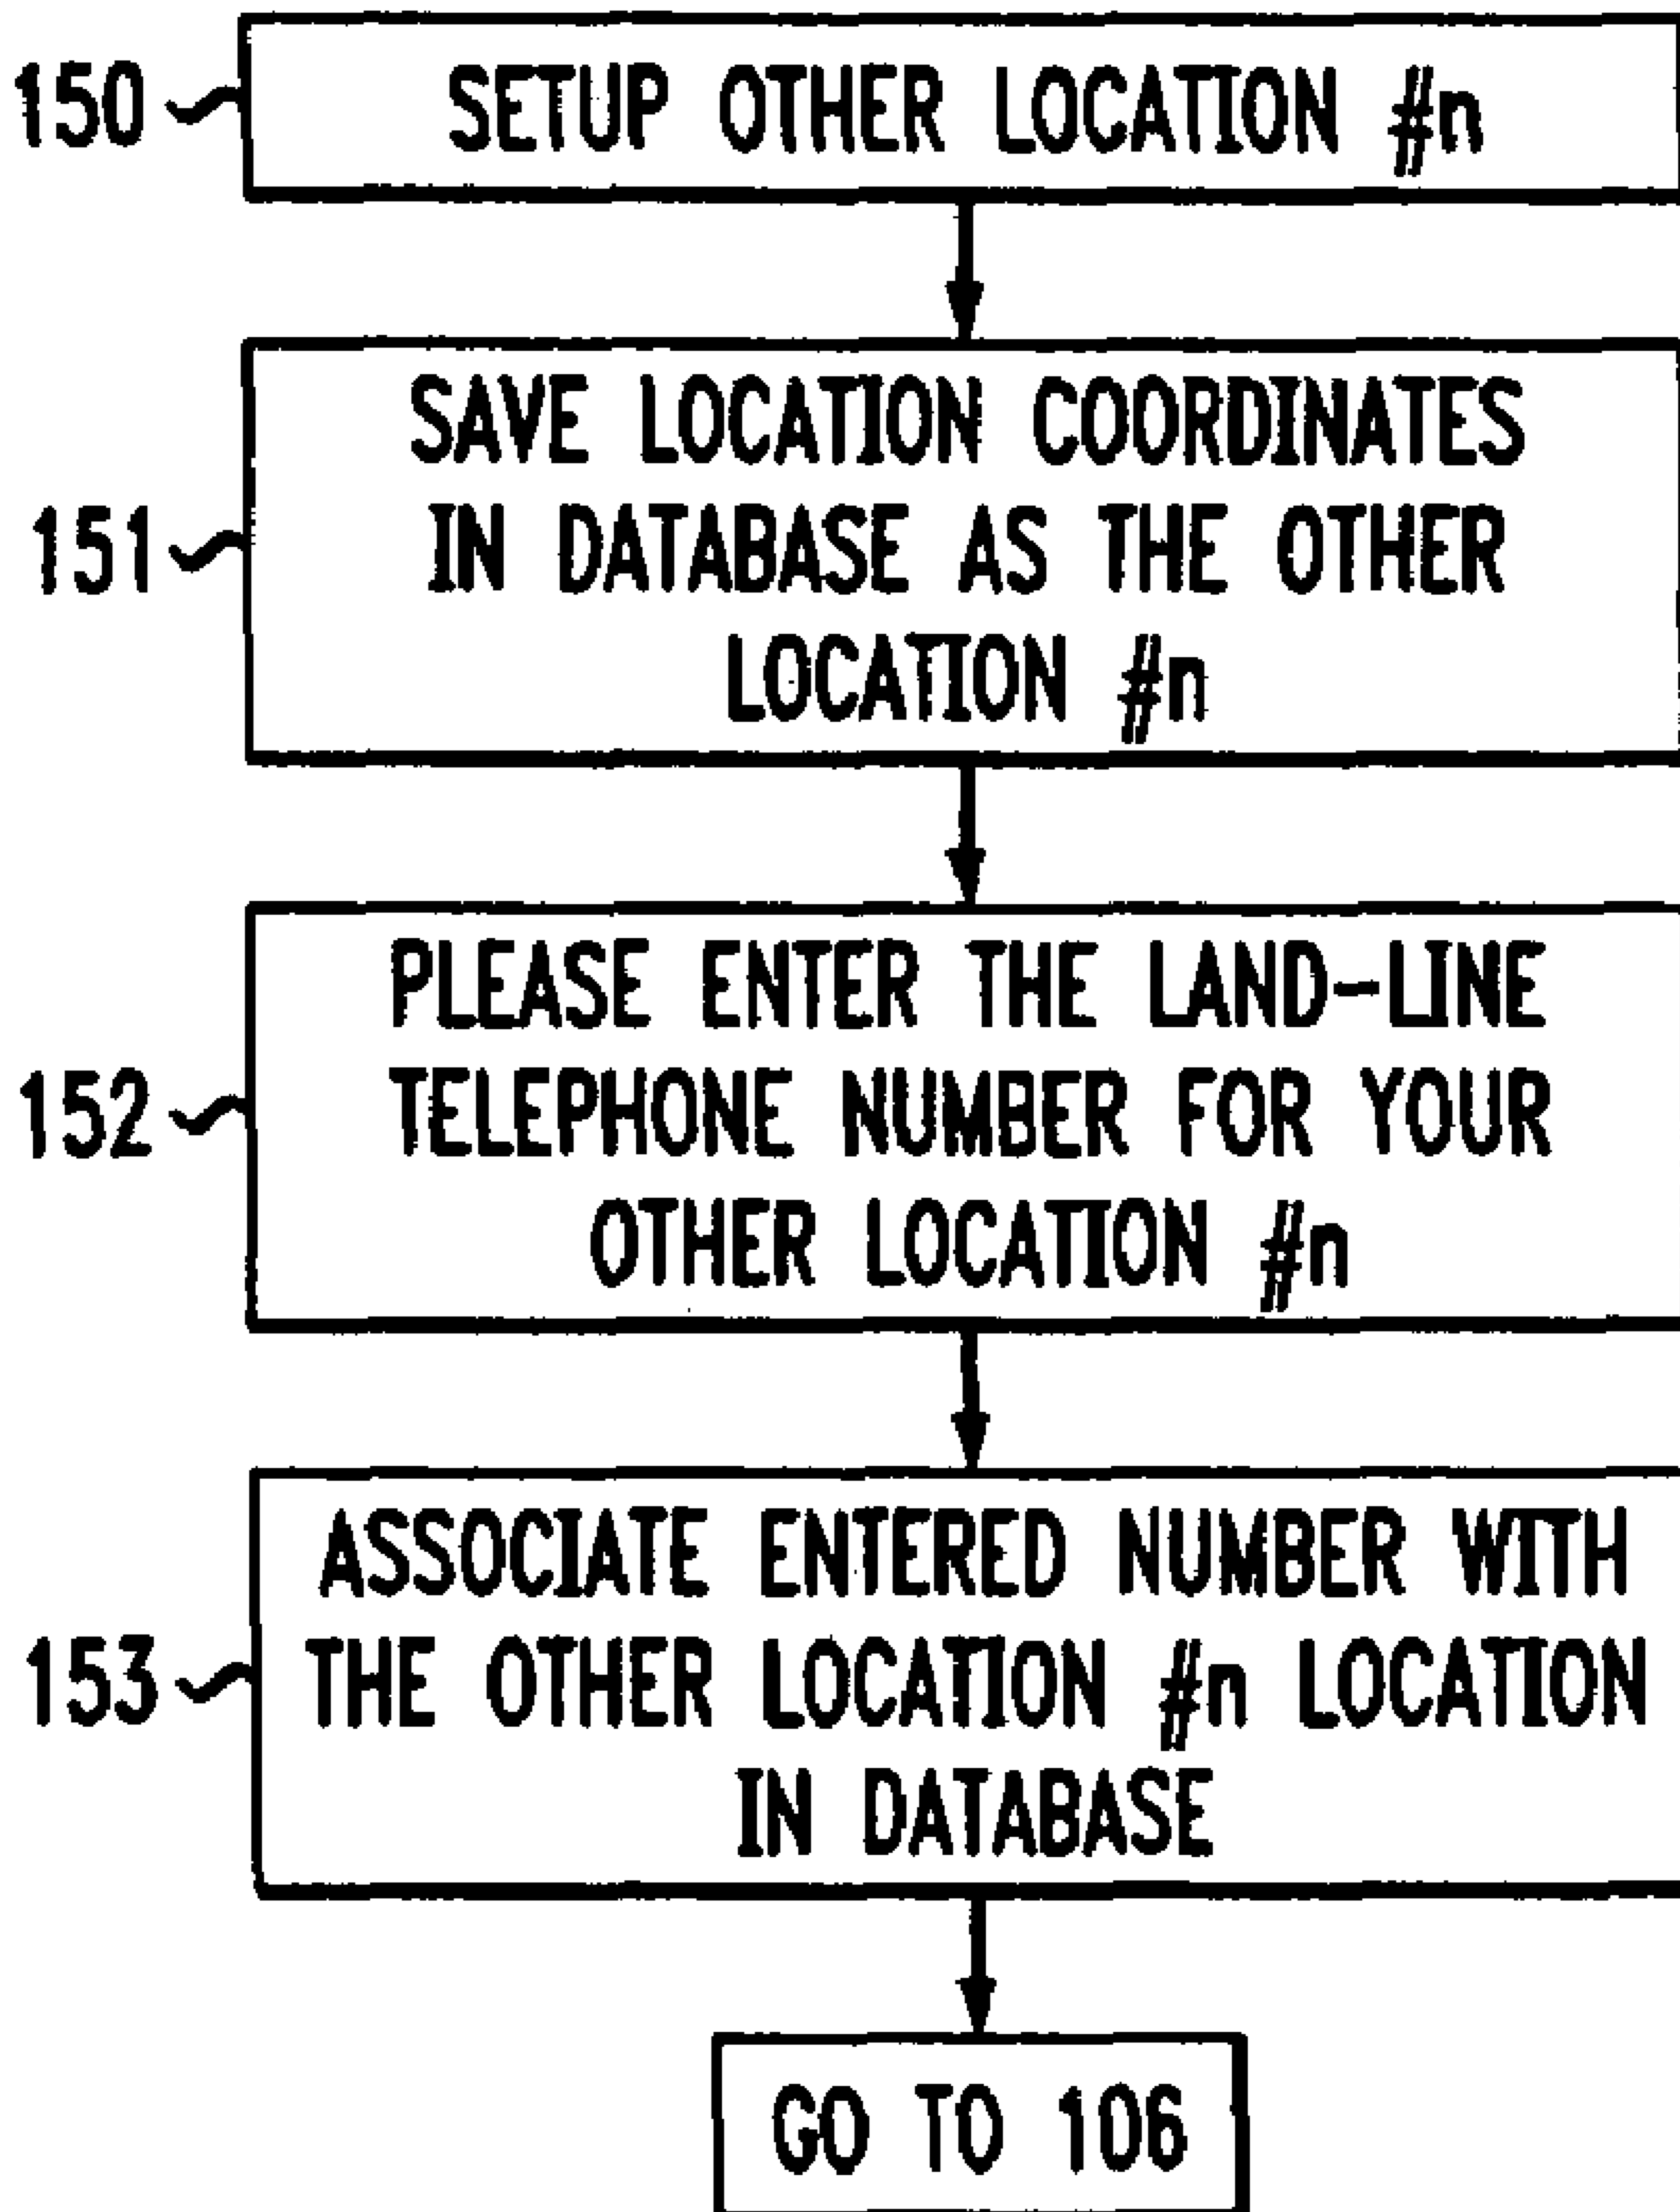 150
SETUP OTHER LOCATION #n
SAVE LOCATION COORDINATES
151
IN DATABASE AS THE OTHER
LOCATION #n
PLEASE ENTER THE LAND-LINE
152
TELEPHONE NUMBER FOR YOUR
OTHER LOCATION #n
ASSOCIATE ENTERED NUMBER WITH
153
THE OTHER LOCATION #n LOCATION
IN DATABASE
GO TO 106